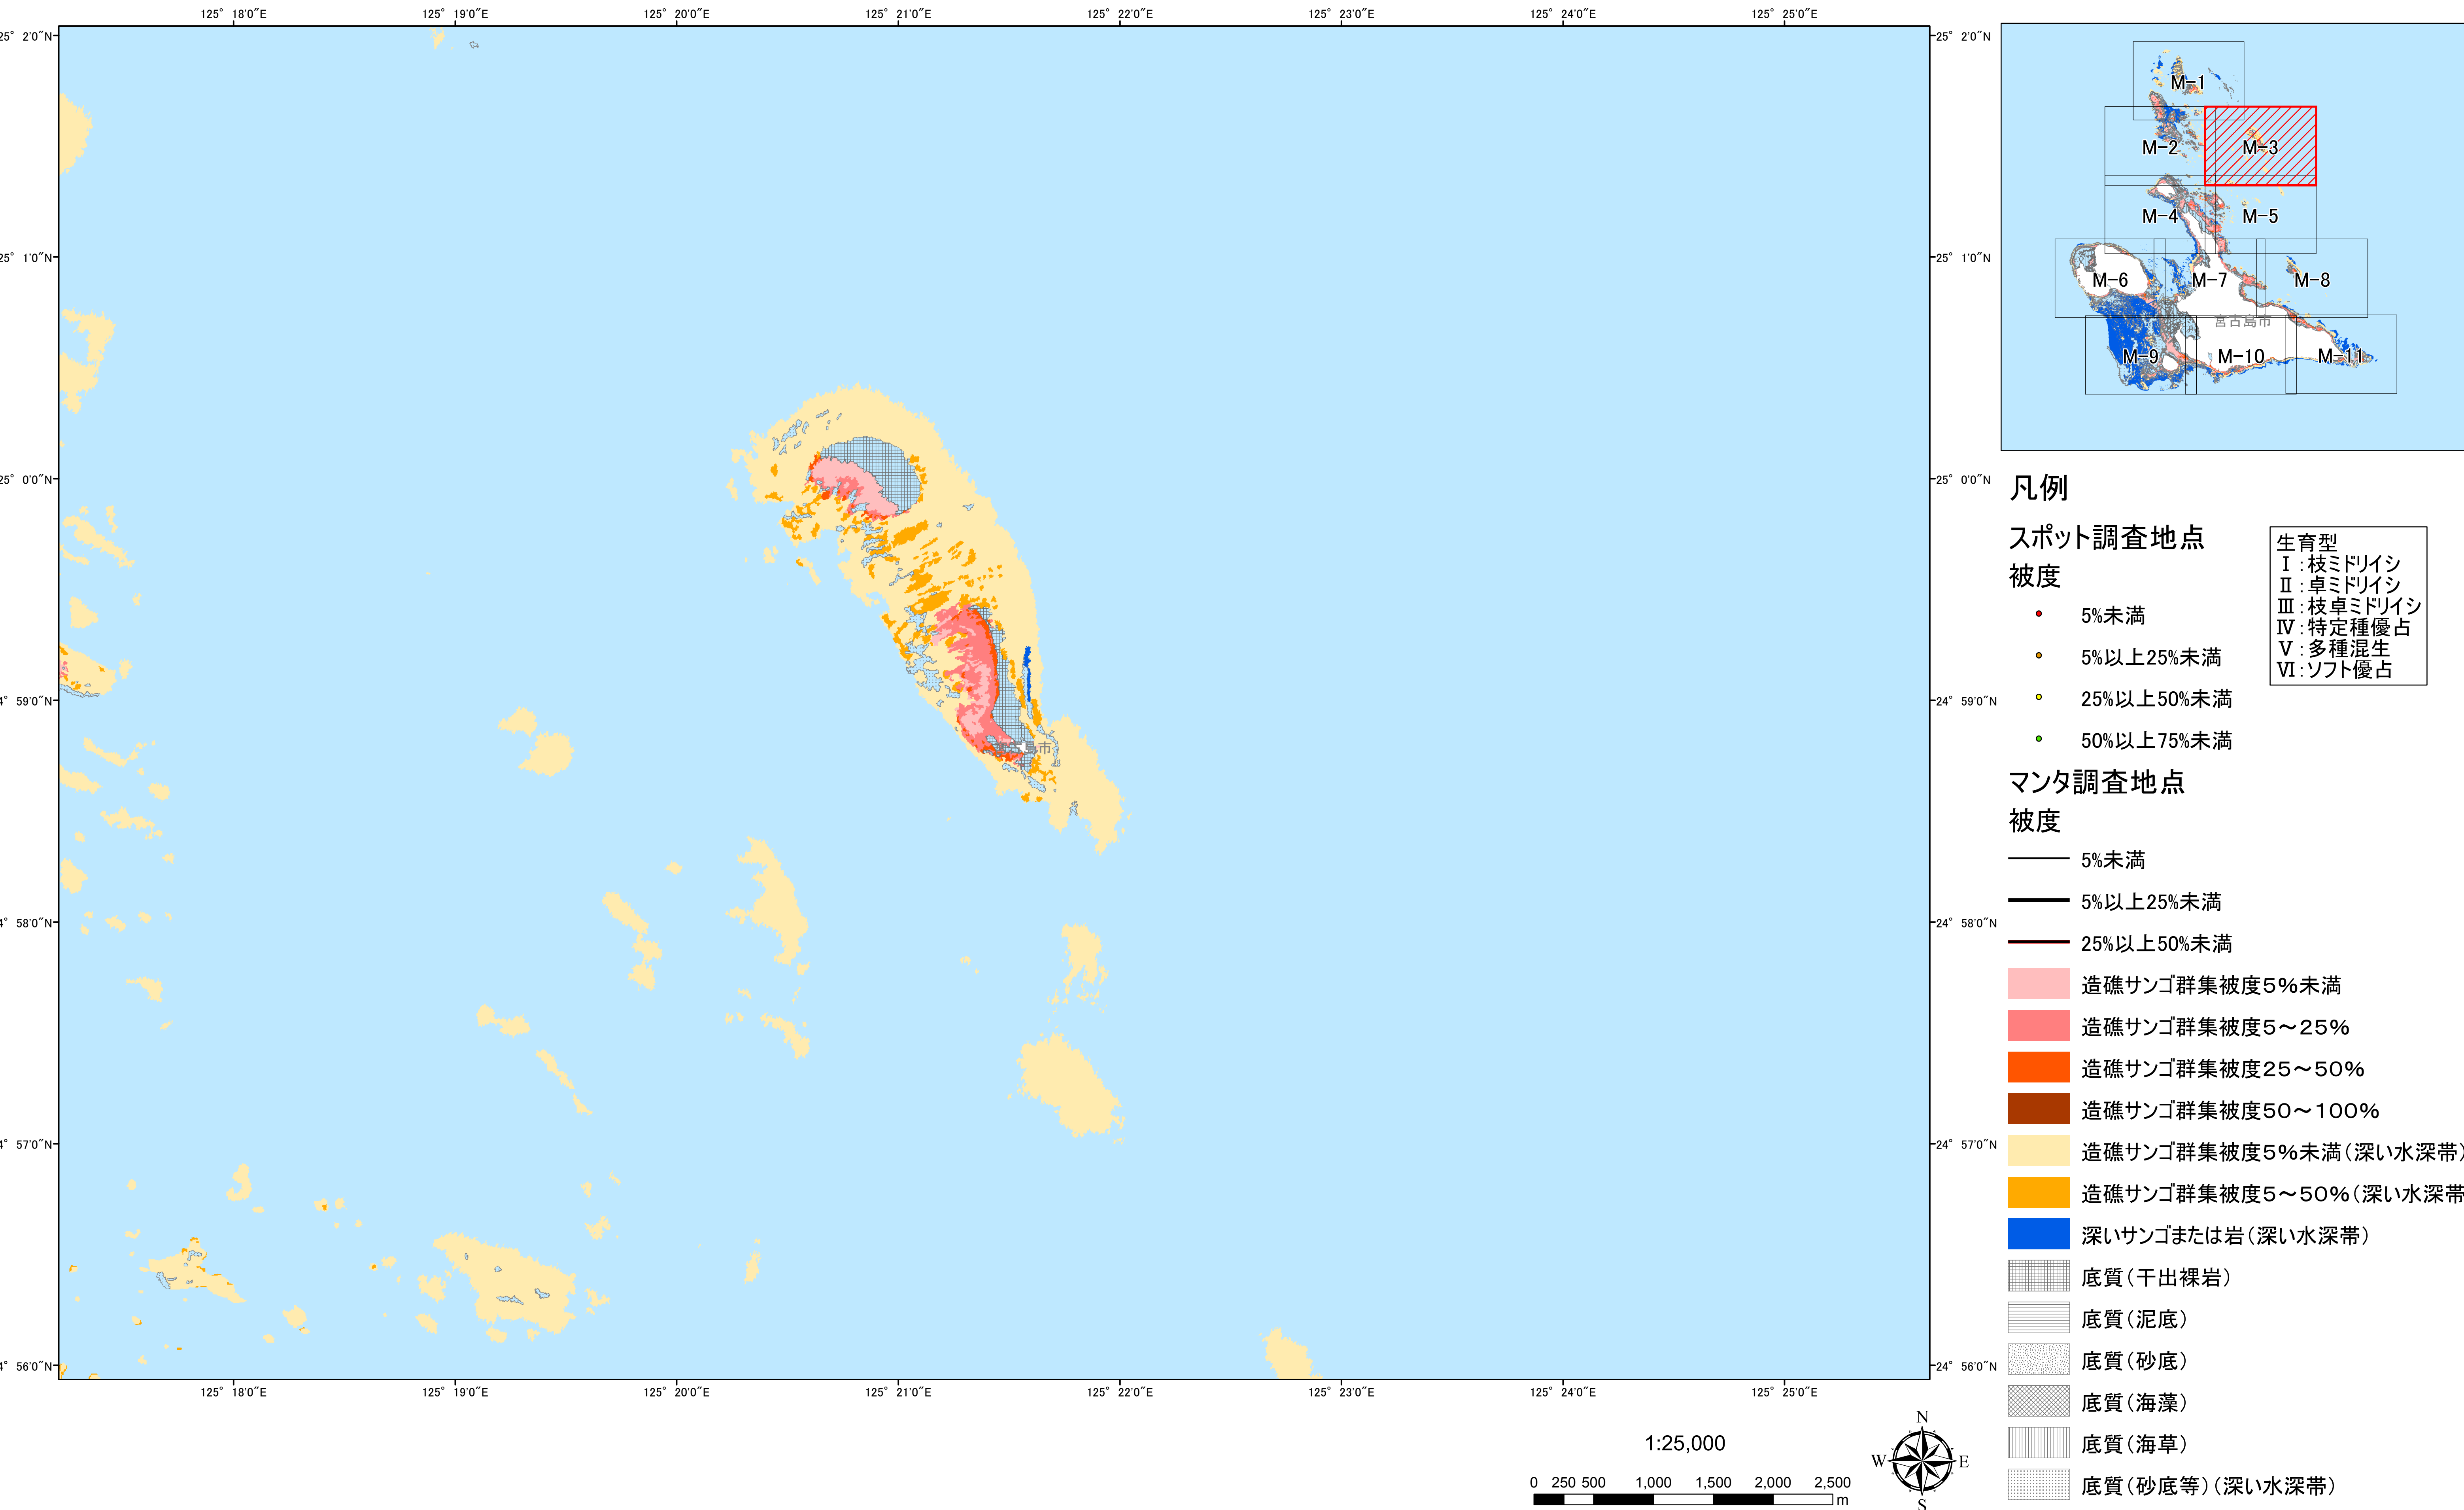 125° 18′0″E
125° 19′0″E
125° 20′0″E
125° 21′0″E
125° 22′0″E
125° 23′0″E
125° 24′0″E
125° 25′0″E
25° 2′0″N
25° 2′0″N
25° 1′0″N
25° 1′0″N
25° 0′0″N
25° 0′0″N
4° 59′0″N
24° 59′0″N
4° 58′0″N
24° 58′0″N
4° 57′0″N
24° 57′0″N
4° 56′0″N
24° 56′0″N
125° 18′0″E
125° 19′0″E
125° 20′0″E
125° 21′0″E
125° 22′0″E
125° 23′0″E
125° 24′0″E
125° 25′0″E
宮古島市
M-1
M-2
M-3
M-4
M-5
M-6
M-7
M-8
宮古島市
M-9
M-10
M-11
凡例
スポット調査地点
被度
5%未満
5%以上25%未満
25%以上50%未満
50%以上75%未満
生育型
Ⅰ：枝ミドリイシ
Ⅱ：卓ミドリイシ
Ⅲ：枝卓ミドリイシ
Ⅳ：特定種優占
Ⅴ：多種混生
Ⅵ：ソフト優占
マンタ調査地点
被度
5%未満
5%以上25%未満
25%以上50%未満
造礁サンゴ群集被度５％未満
造礁サンゴ群集被度５～２５％
造礁サンゴ群集被度２５～５０％
造礁サンゴ群集被度５０～１００％
造礁サンゴ群集被度５％未満（深い水深帯）
造礁サンゴ群集被度５～５０％（深い水深帯
深いサンゴまたは岩（深い水深帯）
底質（干出裸岩）
底質（泥底）
底質（砂底）
底質（海藻）
底質（海草）
底質（砂底等）（深い水深帯）
1:25,000
0 250 500 1,000 1,500 2,000 2,500
m
N
W
E
S